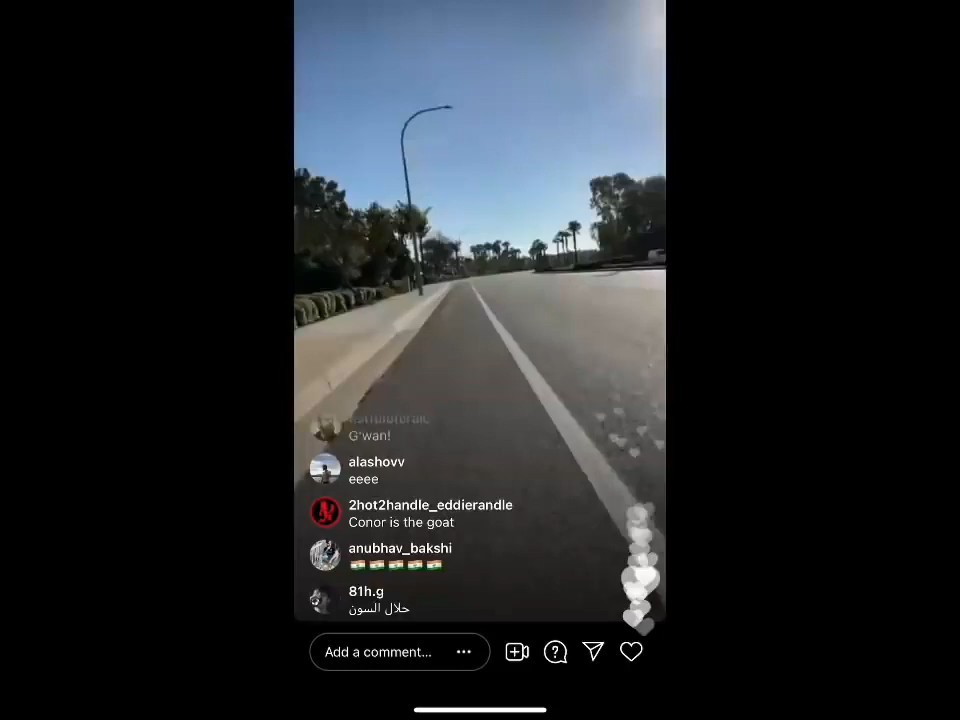 G'wan!
alashovv
eeee
2hot2handle_eddierandle
Conor is the goat
anubhav_bakshi
🇮🇳🇮🇳🇮🇳🇮🇳🇮🇳
81h.g
حلال السون
Add a comment...